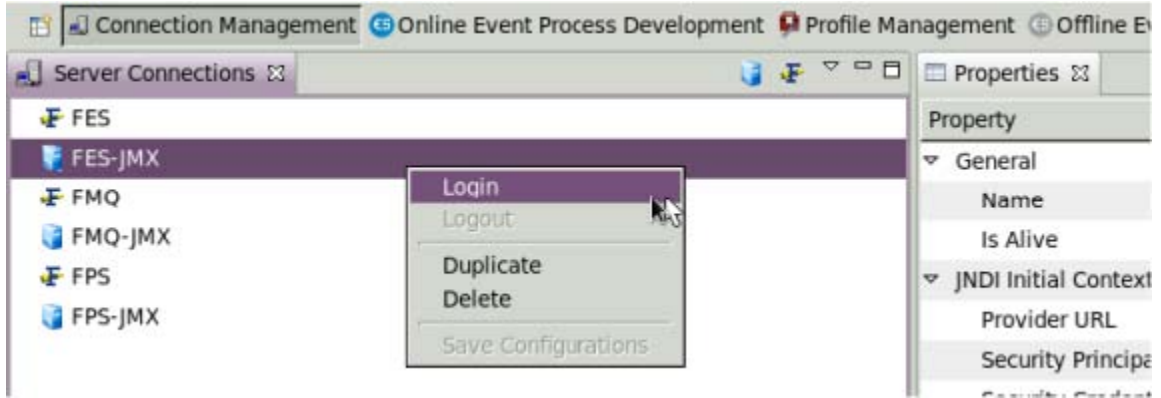 Connection Management Online Event Process Development Profile Management Offline
Server Connections Properties
FES Property
FES-JMX General
Login
FMQ Name
Logout
FMQ-JMX Is Alive
Duplicate
FPS JNDI Initial Context
Delete
FPS-JMX Provider URL
Save Configurations
Security